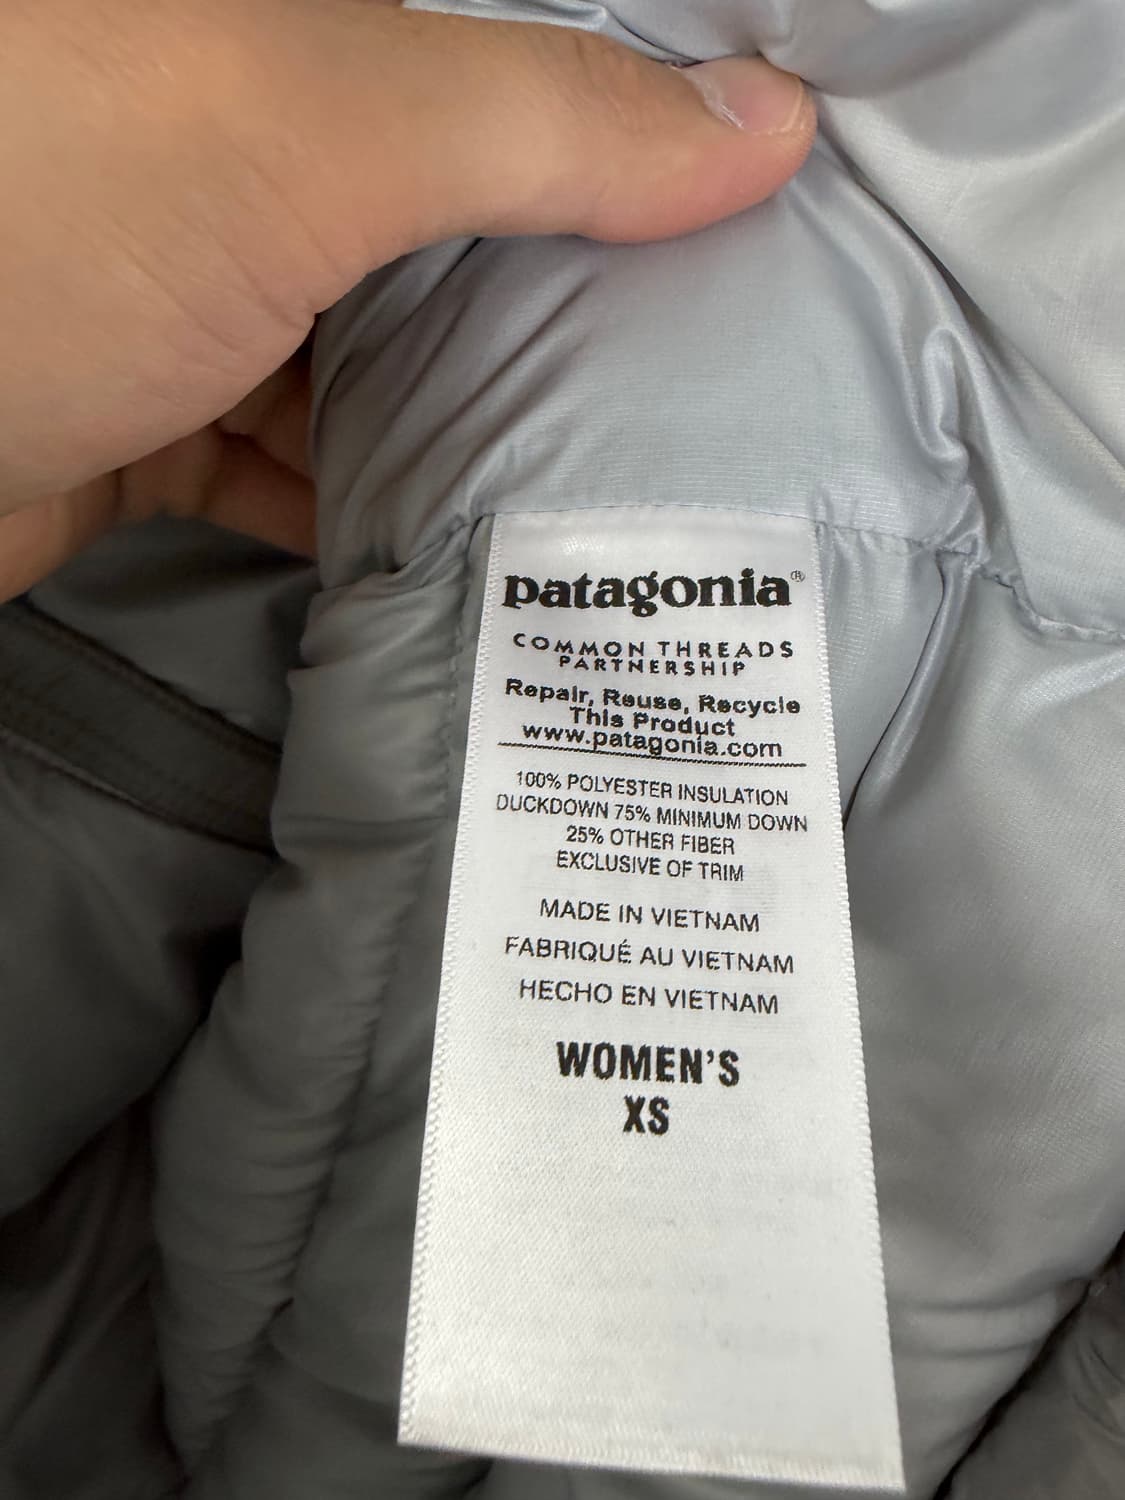 patagonia®
COMMON THREADS
PARTNERSHIP
Repair, Reuse, Recycle
This Product
www.patagonia.com
100% POLYESTER INSULATION
DUCKDOWN 75% MINIMUM DOWN
25% OTHER FIBER
EXCLUSIVE OF TRIM
MADE IN VIETNAM
FABRIQUÉ AU VIETNAM
HECHO EN VIETNAM
WOMEN'S
XS